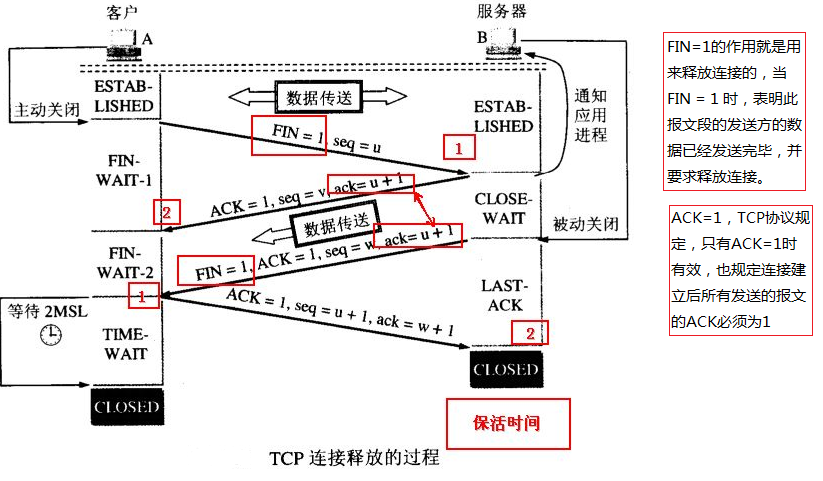 客户
A
服务器
B
主动关闭
ESTAB-
LISHED
数据传送
ESTAB-
LISHED
通知
应用
进程
FIN = 1, seq = u
1
FIN-
WAIT-1
ACK = 1, seq = v, ack= u + 1
2
CLOSE-
WAIT
数据传送
被动关闭
FIN-
WAIT-2
FIN = 1, ACK = 1, seq = w, ack= u + 1
1
LAST-
ACK
等待 2MSL
ACK = 1, seq = u + 1, ack = w + 1
2
TIME-
WAIT
CLOSED
CLOSED
保活时间
TCP 连接释放的过程
FIN=1的作用就是用
来释放连接的，当
FIN = 1 时，表明此
报文段的发送方的数
据已经发送完毕，并
要求释放连接。
ACK=1，TCP协议规
定，只有ACK=1时
有效，也规定连接建
立后所有发送的报文
的ACK必须为1